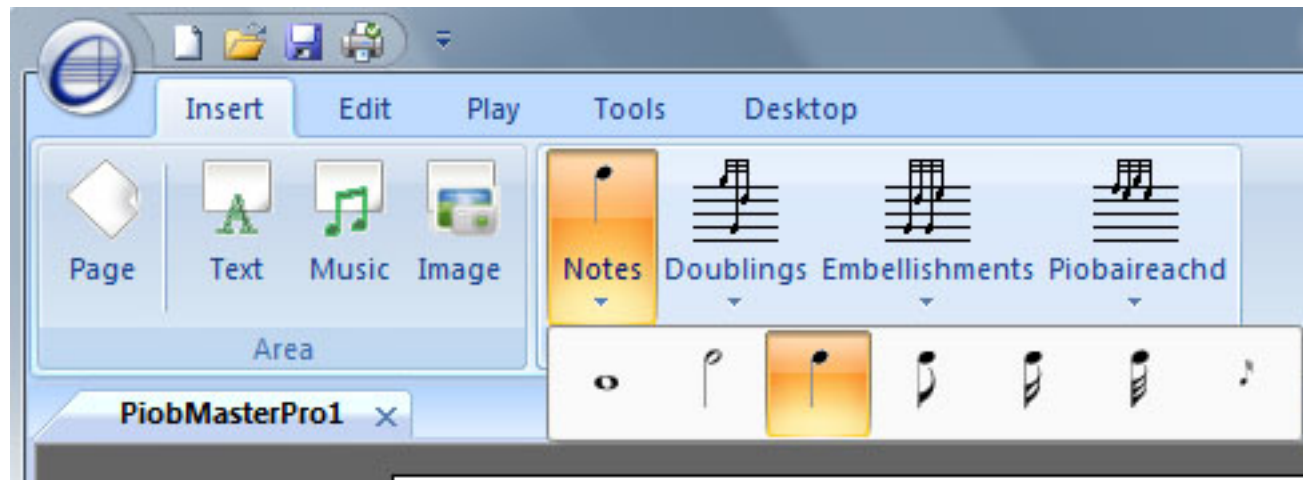 Insert Edit Play Tools Desktop
Page Text Music Image Notes Doublings Embellishments Piobaireachd
Area
PiobMasterPro1